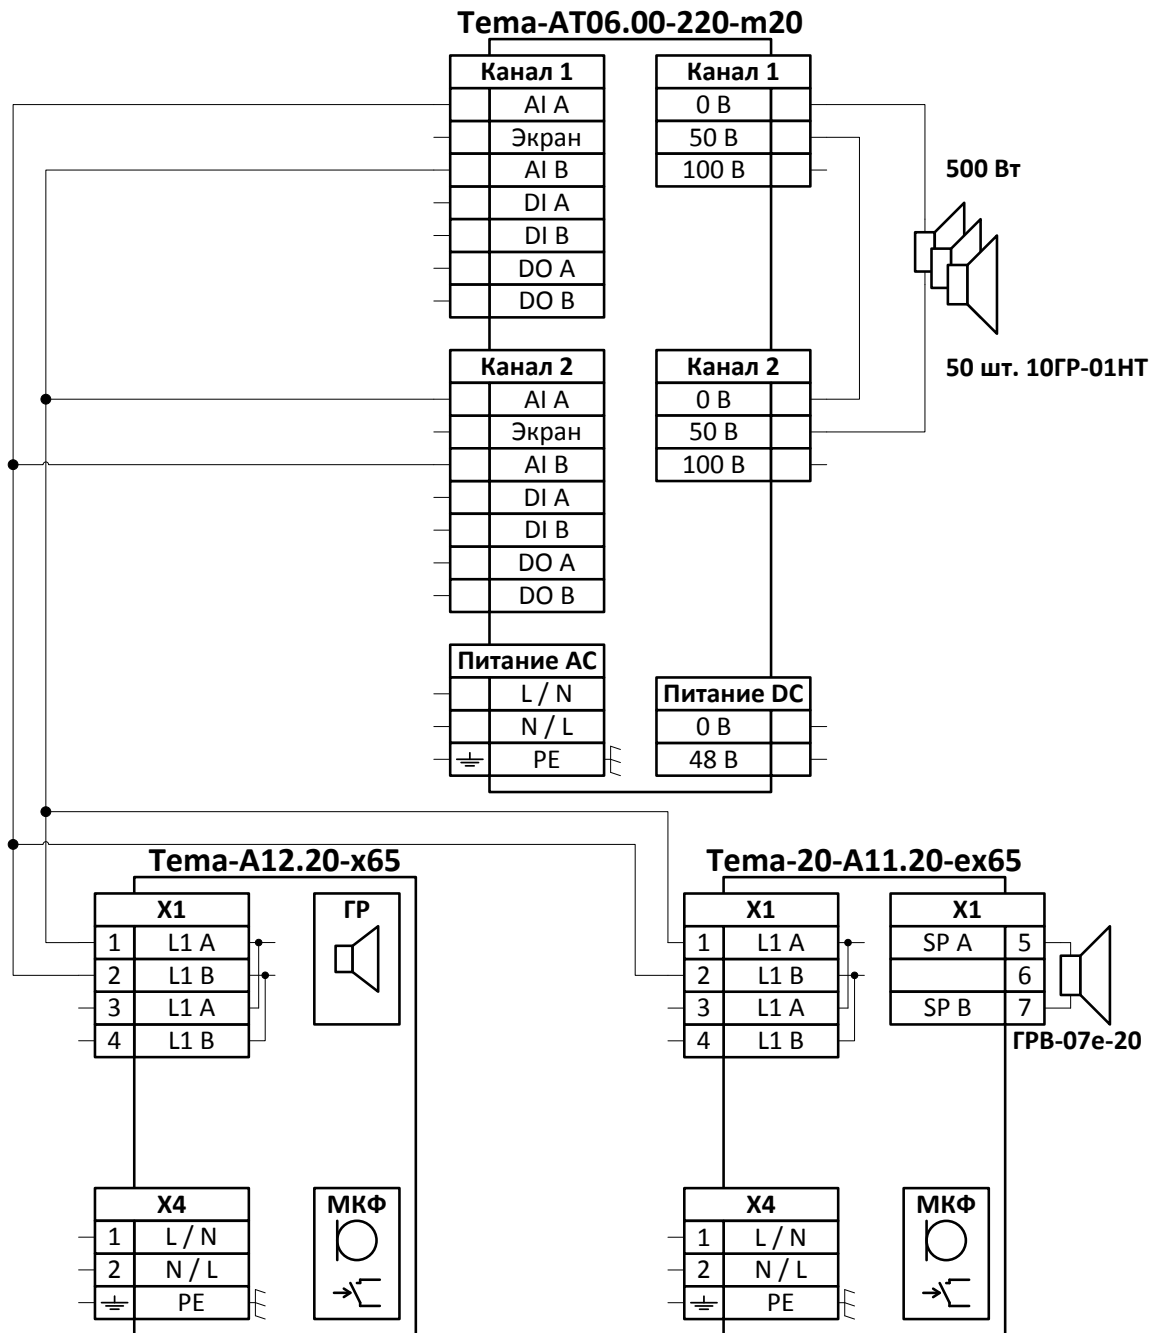 Tema-AT06.00-220-m20
Канал 1
AI A
Экран
AI B
DI A
DI B
DO A
DO B
Канал 1
0 В
50 В
100 В
500 Вт
50 шт. 10ГР-01НТ
Канал 2
AI A
Экран
AI B
DI A
DI B
DO A
DO B
Канал 2
0 В
50 В
100 В
Питание AC
L / N
N / L
PE
Питание DC
0 В
48 В
Tema-A12.20-x65
X1
1 L1 A
2 L1 B
3 L1 A
4 L1 B
ГР
X4
1 L / N
2 N / L
PE
МКФ
Tema-20-A11.20-ex65
X1
1 L1 A
2 L1 B
3 L1 A
4 L1 B
X1
SP A 5
6
SP B 7
ГРВ-07е-20
X4
1 L / N
2 N / L
PE
МКФ